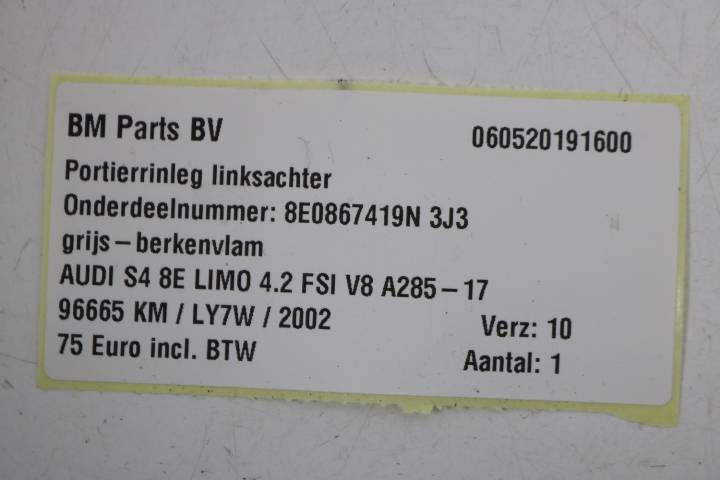 BM Parts BV 060520191600
Portierrinleg linksachter
Onderdeelnummer: 8E0867419N 3J3
grijs-berkenvlam
AUDI S4 8E LIMO 4.2 FSI V8 A285-17
96665 KM / LY7W / 2002 Verz: 10
75 Euro incl. BTW Aantal: 1